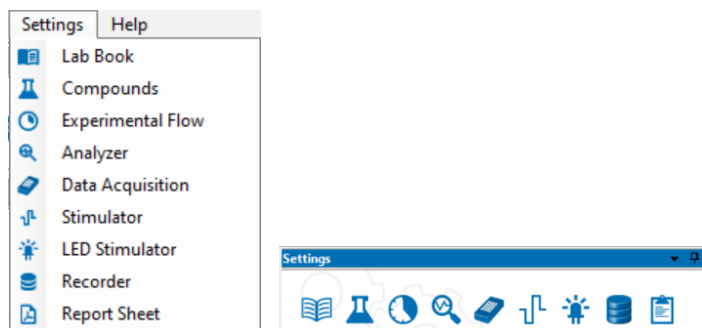 Settings Help
Lab Book
Compounds
Experimental Flow
Analyzer
Data Acquisition
Stimulator
LED Stimulator
Recorder
Report Sheet
Settings